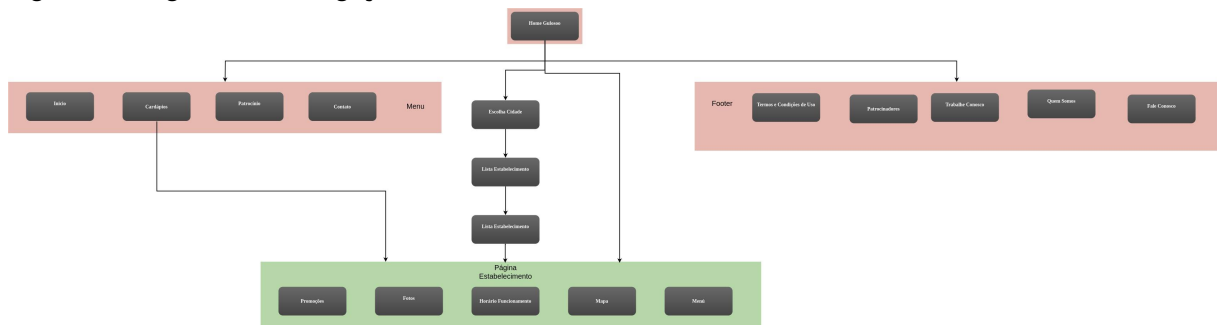 Home Guloso
Início
Cardápios
Patrocínio
Contato
Menu
Footer
Termos e Condições de Uso
Patrocinadores
Trabalhe Conosco
Quem Somos
Fale Conosco
Escolha Cidade
Lista Estabelecimento
Lista Estabelecimento
Página
Estabelecimento
Promoções
Fotos
Horário Funcionamento
Mapa
Menú